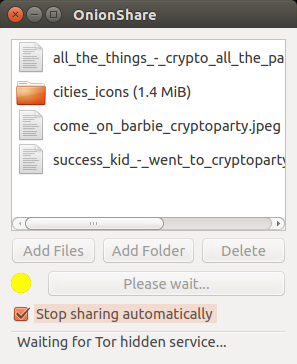 OnionShare
all_the_things_-_crypto_all_the_pa
cities_icons (1.4 MiB)
come_on_barbie_cryptoparty.jpeg
success_kid_-_went_to_cryptoparty
Add Files Add Folder Delete
Please wait...
Stop sharing automatically
Waiting for Tor hidden service...